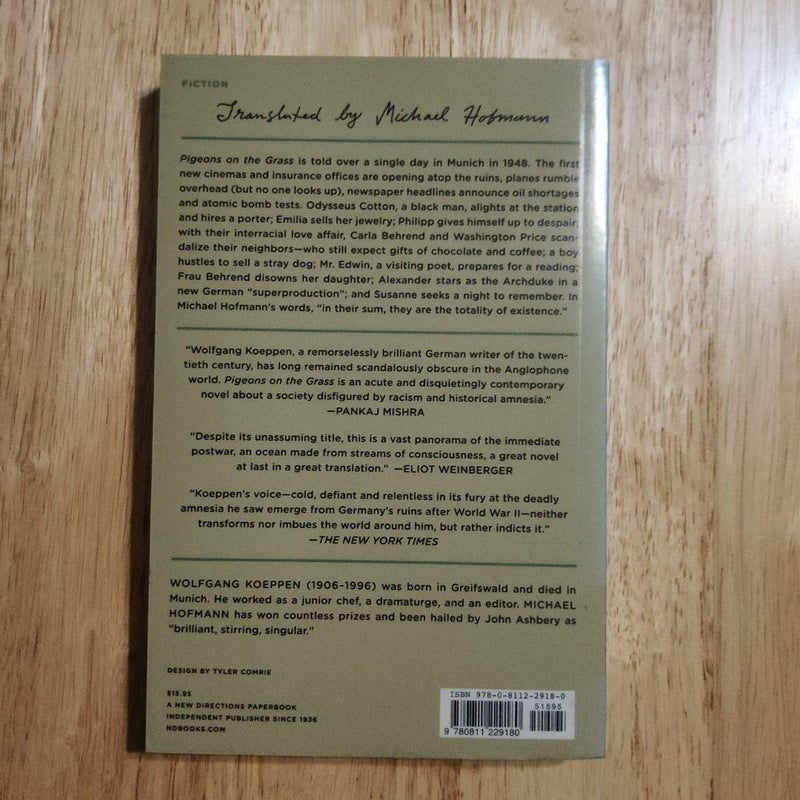 FICTION
Translated by Michael Hofmann
Pigeons on the Grass is told over a single day in Munich in 1948. The first
new cinemas and insurance offices are opening atop the ruins, planes rumble
overhead (but no one looks up), newspaper headlines announce oil shortages
and atomic bomb tests. Odysseus Cotton, a black man, alights at the station
and hires a porter; Emilia sells her jewelry; Philipp gives himself up to despair;
with their interracial love affair, Carla Behrend and Washington Price scan-
dalize their neighbors—who still expect gifts of chocolate and coffee; a boy
hustles to sell a stray dog; Mr. Edwin, a visiting poet, prepares for a reading;
Frau Behrend disowns her daughter; Alexander stars as the Archduke in a
new German “superproduction”; and Susanne seeks a night to remember. In
Michael Hofmann’s words, “in their sum, they are the totality of existence.”
“Wolfgang Koeppen, a remorselessly brilliant German writer of the twen-
tieth century, has long remained scandalously obscure in the Anglophone
world. Pigeons on the Grass is an acute and disquietingly contemporary
novel about a society disfigured by racism and historical amnesia.”
—PANKAJ MISHRA
“Despite its unassuming title, this is a vast panorama of the immediate
postwar, an ocean made from streams of consciousness, a great novel
at last in a great translation.” —ELIOT WEINBERGER
“Koeppen’s voice—cold, defiant and relentless in its fury at the deadly
amnesia he saw emerge from Germany’s ruins after World War II—neither
transforms nor imbues the world around him, but rather indicts it.”
—THE NEW YORK TIMES
WOLFGANG KOEPPEN (1906–1996) was born in Greifswald and died in
Munich. He worked as a junior chef, a dramaturge, and an editor. MICHAEL
HOFMANN has won countless prizes and been hailed by John Ashbery as
“brilliant, stirring, singular.”
DESIGN BY TYLER COMRIE
$15.95
A NEW DIRECTIONS PAPERBOOK
INDEPENDENT PUBLISHER SINCE 1936
NDBOOKS.COM
ISBN 978-0-8112-2918-0
51595
9 780811 229180